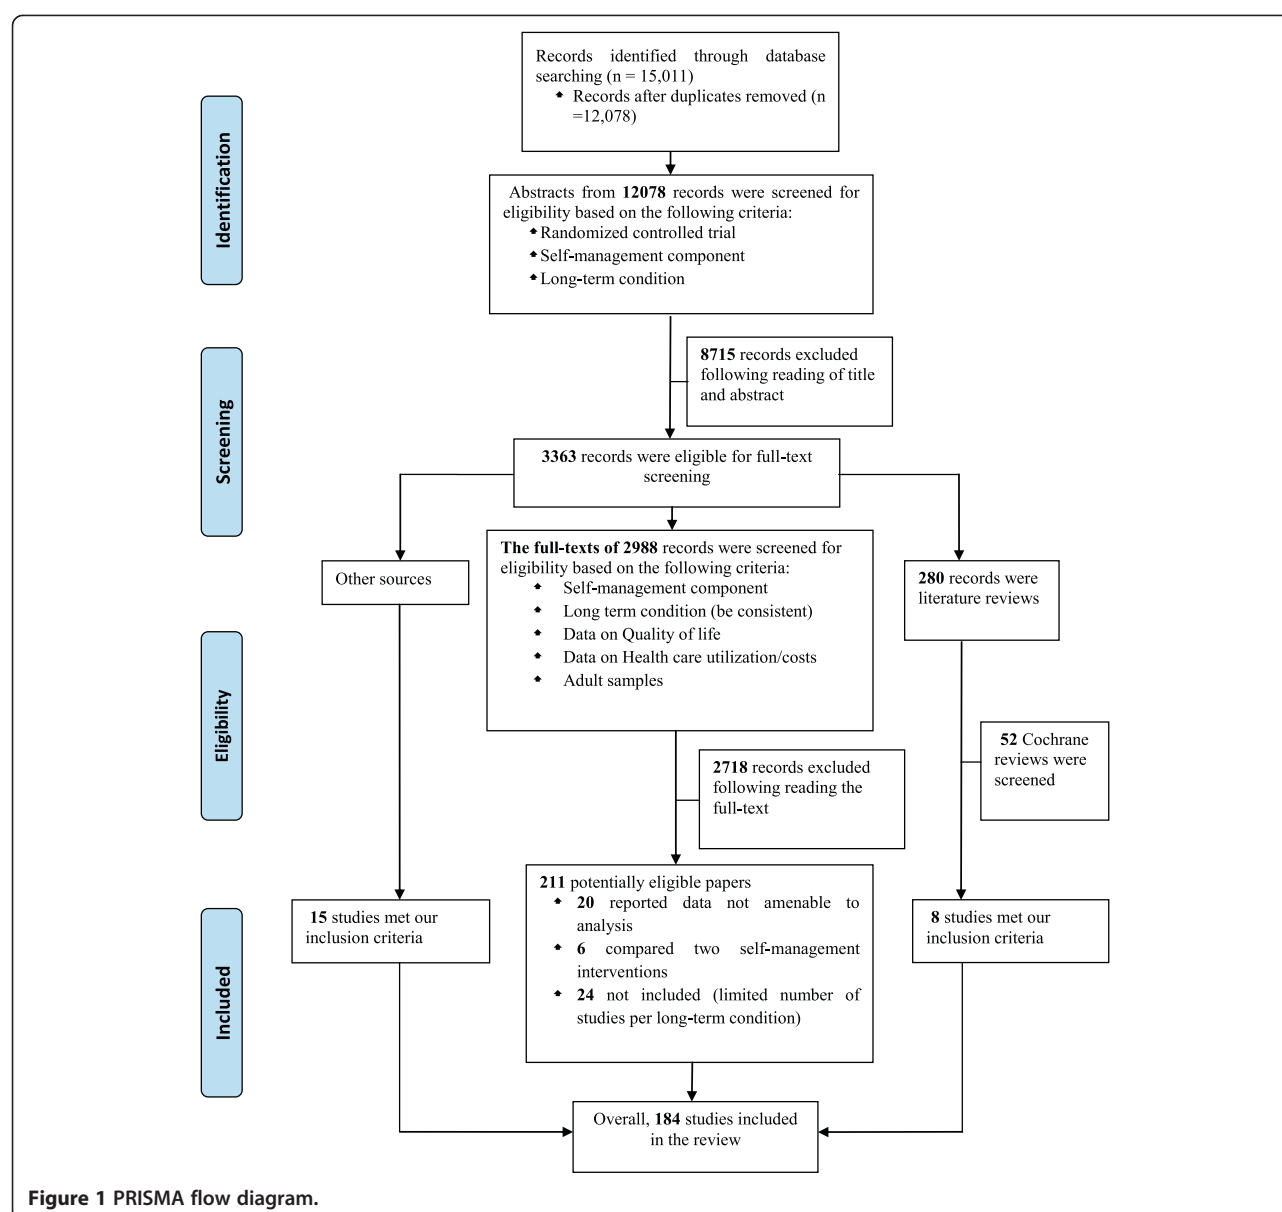 Records identified through database
searching (n = 15,011)
Records after duplicates removed (n
=12,078)
Identification
Abstracts from 12078 records were screened for
eligibility based on the following criteria:
Randomized controlled trial
Self-management component
Long-term condition
8715 records excluded
following reading of title
and abstract
Screening
3363 records were eligible for full-text
screening
Other sources
The full-texts of 2988 records were screened for
eligibility based on the following criteria:
Self-management component
Long term condition (be consistent)
Data on Quality of life
Data on Health care utilization/costs
Adult samples
280 records were
literature reviews
Eligibility
2718 records excluded
following reading the
full-text
52 Cochrane
reviews were
screened
211 potentially eligible papers
20 reported data not amenable to
analysis
6 compared two self-management
interventions
24 not included (limited number of
studies per long-term condition)
15 studies met our
inclusion criteria
8 studies met our
inclusion criteria
Included
Overall, 184 studies included
in the review
Figure 1 PRISMA flow diagram.